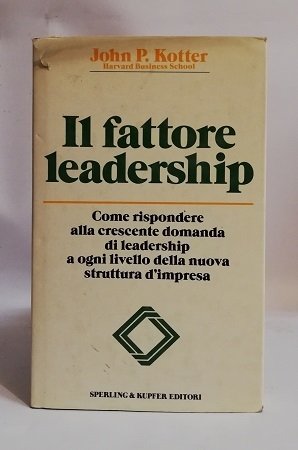 John P. Kotter
Harvard Business School
Il fattore
leadership
Come rispondere
alla crescente domanda
di leadership
a ogni livello della nuova
struttura d'impresa
SPERLING & KUPFER EDITORI